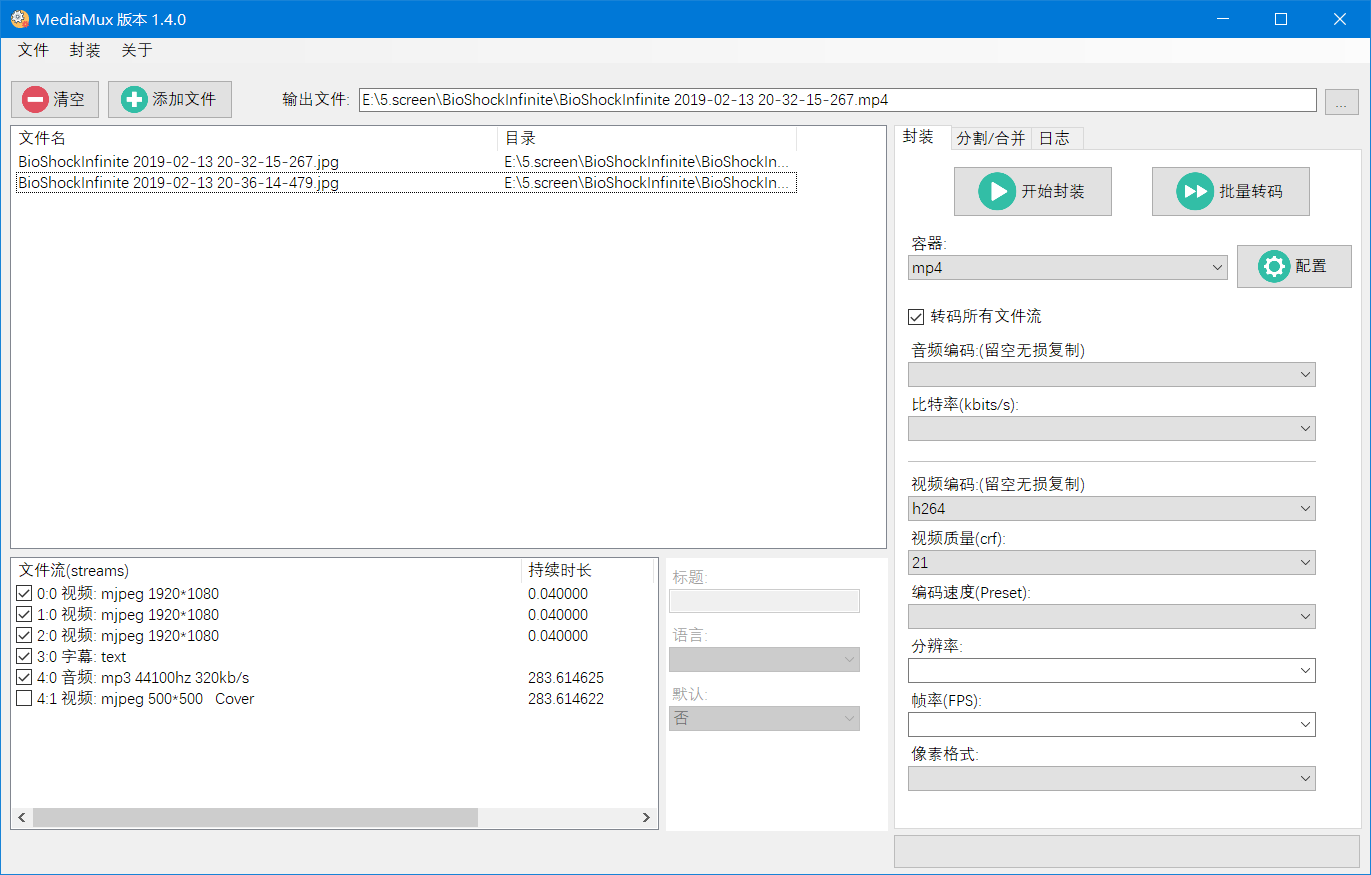 MediaMux 版本 1.4.0
文件 封装 关于
清空 添加文件 输出文件: E:\5.screen\BioShockInfinite\BioShockInfinite 2019-02-13 20-32-15-267.mp4 ...
文件名 目录
BioShockInfinite 2019-02-13 20-32-15-267.jpg E:\5.screen\BioShockInfinite\BioShockIn...
BioShockInfinite 2019-02-13 20-36-14-479.jpg E:\5.screen\BioShockInfinite\BioShockIn...
文件流(streams) 持续时长
0:0 视频: mjpeg 1920*1080 0.040000
1:0 视频: mjpeg 1920*1080 0.040000
2:0 视频: mjpeg 1920*1080 0.040000
3:0 字幕: text
4:0 音频: mp3 44100hz 320kb/s 283.614625
4:1 视频: mjpeg 500*500 Cover 283.614622
标题:
语言:
默认:
否
封装 分割/合并 日志
开始封装 批量转码
容器:
mp4 配置
转码所有文件流
音频编码:(留空无损复制)
比特率(kbits/s):
视频编码:(留空无损复制)
h264
视频质量(crf):
21
编码速度(Preset):
分辨率:
帧率(FPS):
像素格式: